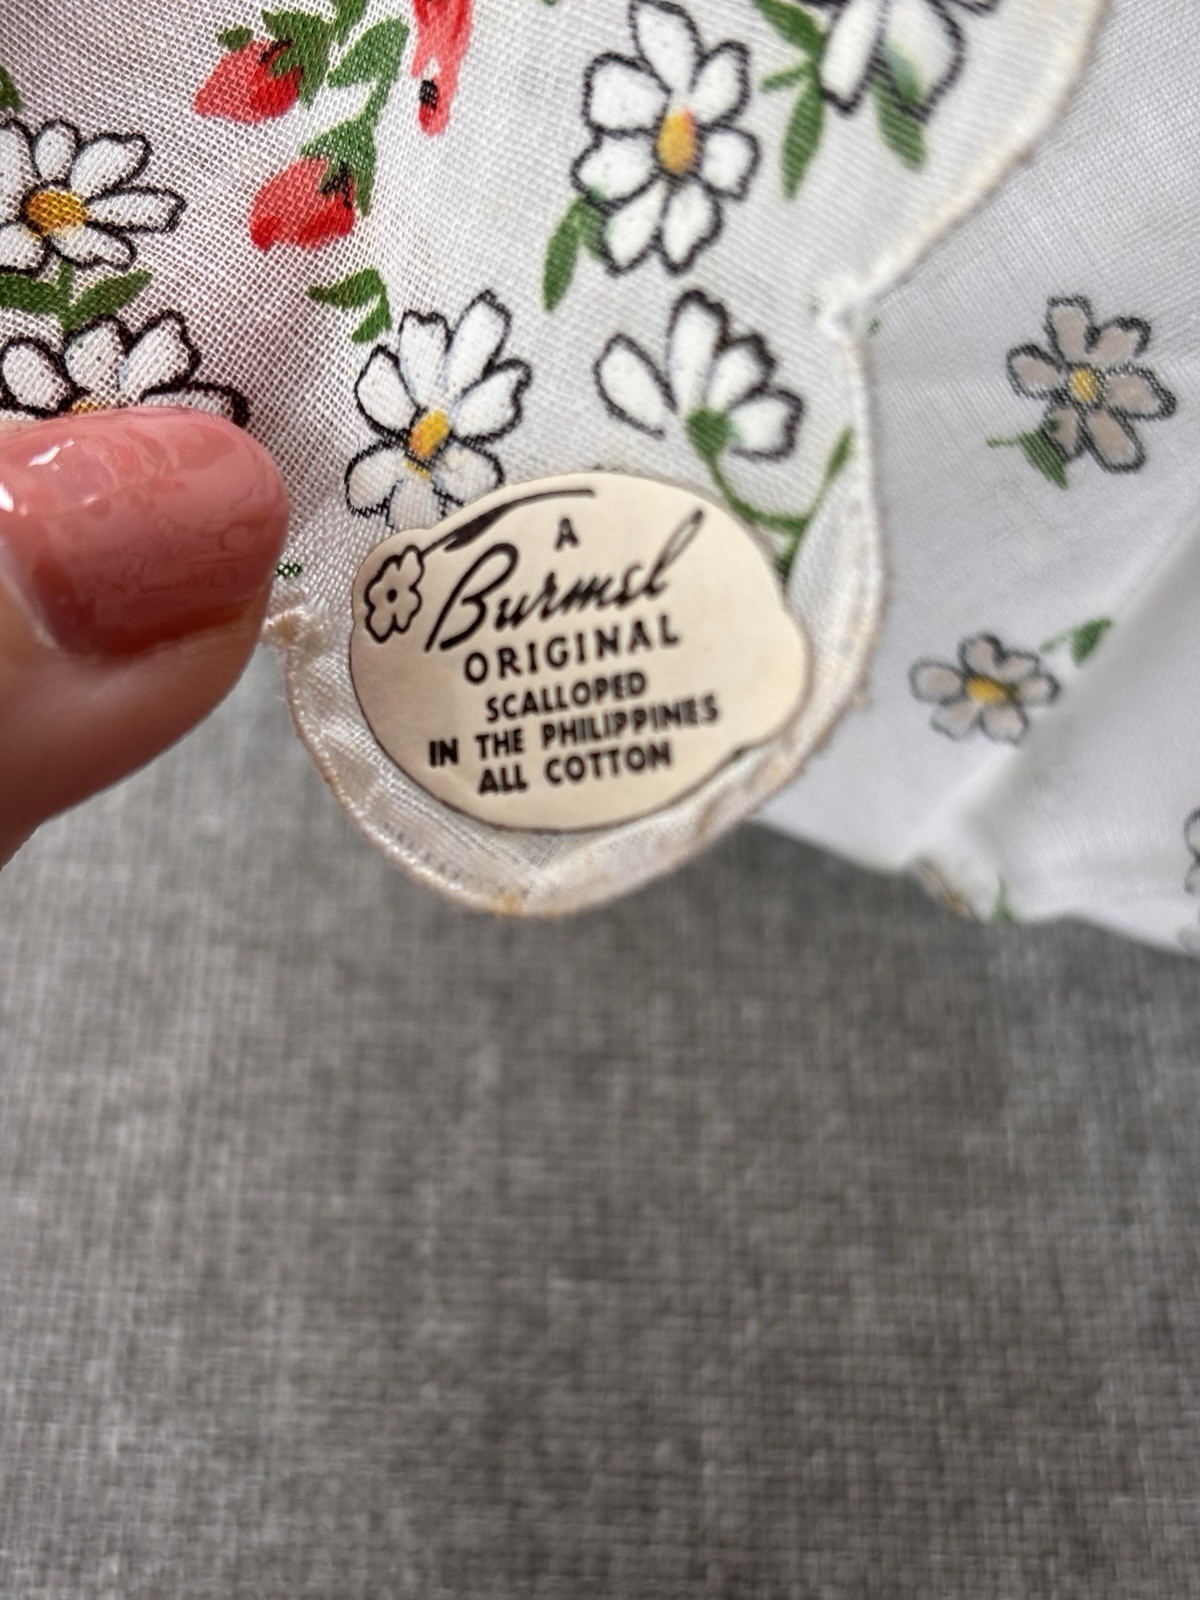 A
Burmel
ORIGINAL
SCALLOPED
IN THE PHILIPPINES
ALL COTTON